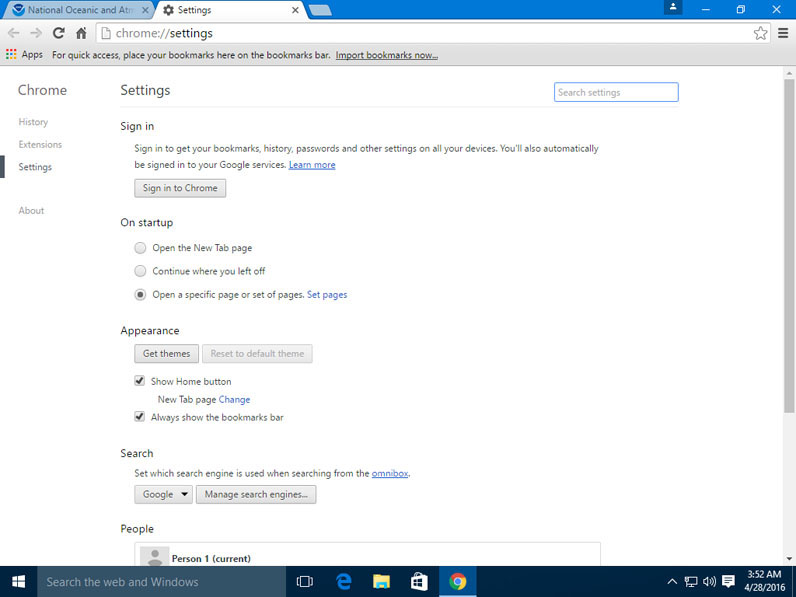 National Oceanic and Atm
Settings
chrome://settings
Apps For quick access, place your bookmarks here on the bookmarks bar. Import bookmarks now...
Chrome
History
Extensions
Settings
About
Settings
Search settings
Sign in
Sign in to get your bookmarks, history, passwords and other settings on all your devices. You'll also automatically
be signed in to your Google services. Learn more
Sign in to Chrome
On startup
Open the New Tab page
Continue where you left off
Open a specific page or set of pages. Set pages
Appearance
Get themes Reset to default theme
Show Home button
New Tab page Change
Always show the bookmarks bar
Search
Set which search engine is used when searching from the omnibox.
Google Manage search engines...
People
Person 1 (current)
Search the web and Windows
3:52 AM
4/28/2016